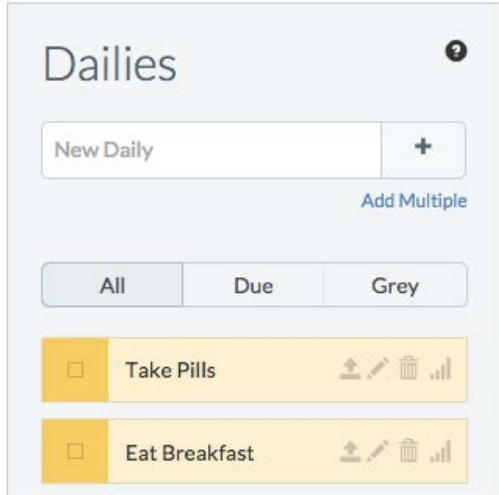 Dailies
New Daily
Add Multiple
All Due Grey
Take Pills
Eat Breakfast